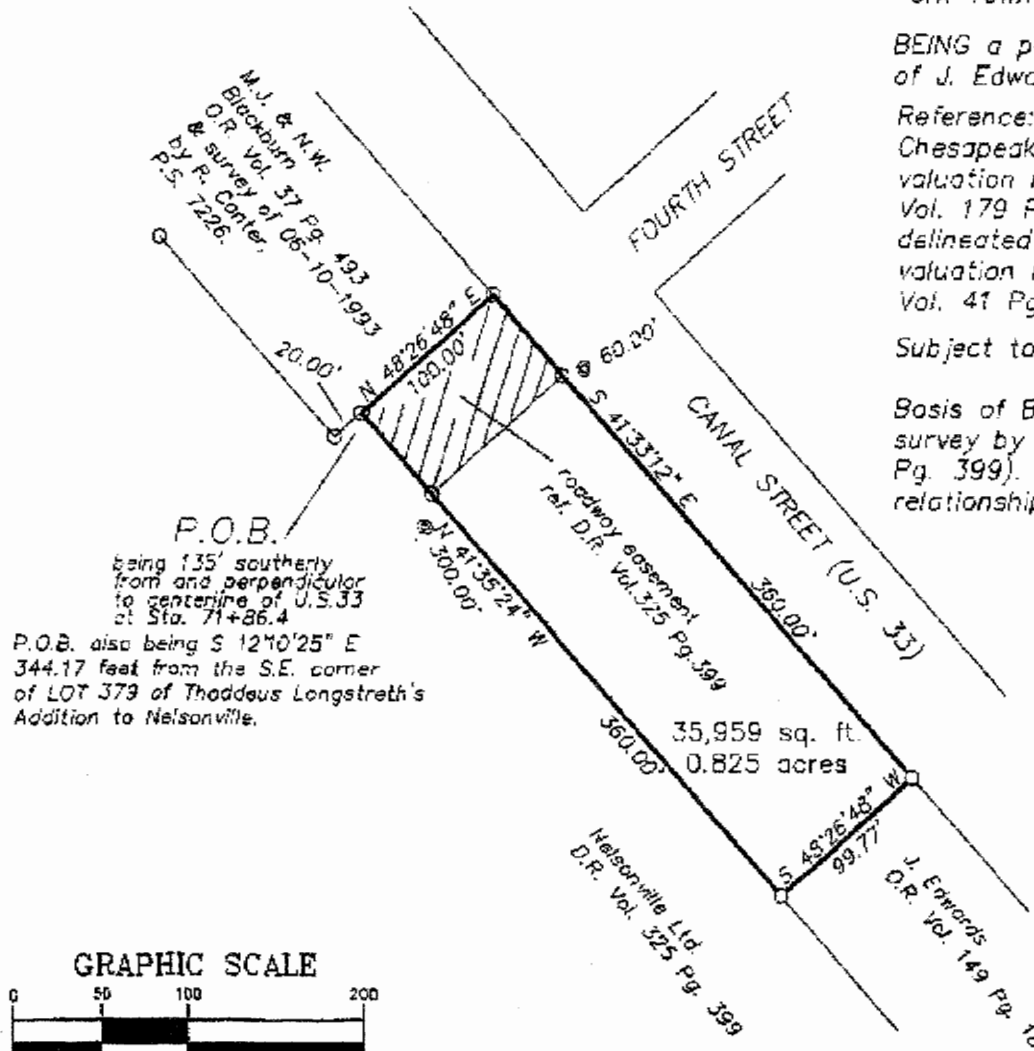 BEING a p
of J. Edwa
Reference:
Chesapeak
valuation
Vol. 179
delineated
valuation
Vol. 41 Pg
Subject to
Basis of B
survey by
Pg. 399).
relationship
M.J. & N.W.
Blackburn
O.R. Vol. 37 Pg. 493
& survey of 06-10-1993
by R. Canter,
P.S. 7226.
FOURTH STREET
CANAL STREET (U.S. 33)
20.00'
N 48°26'48" E
100.00'
@ 60.00'
S 41°33'12" E
360.00'
roadway easement
ref. D.R. Vol.325 Pg.399
P.O.B.
being 135' southerly
from and perpendicular
to centerline of U.S.33
at Sta. 71+86.4
P.O.B. also being S 12°10'25" E
344.17 feet from the S.E. corner
of LOT 379 of Thaddeus Longstreth's
Addition to Nelsonville.
@ 300.00'
N 41°35'24" W
360.00'
35,959 sq. ft.
0.825 acres
S 48°26'48" W
99.77'
J. Edwards
O.R. Vol. 149 Pg.
Nelsonville Ltd.
D.R. Vol. 325 Pg. 399
GRAPHIC SCALE
0 50 100 200